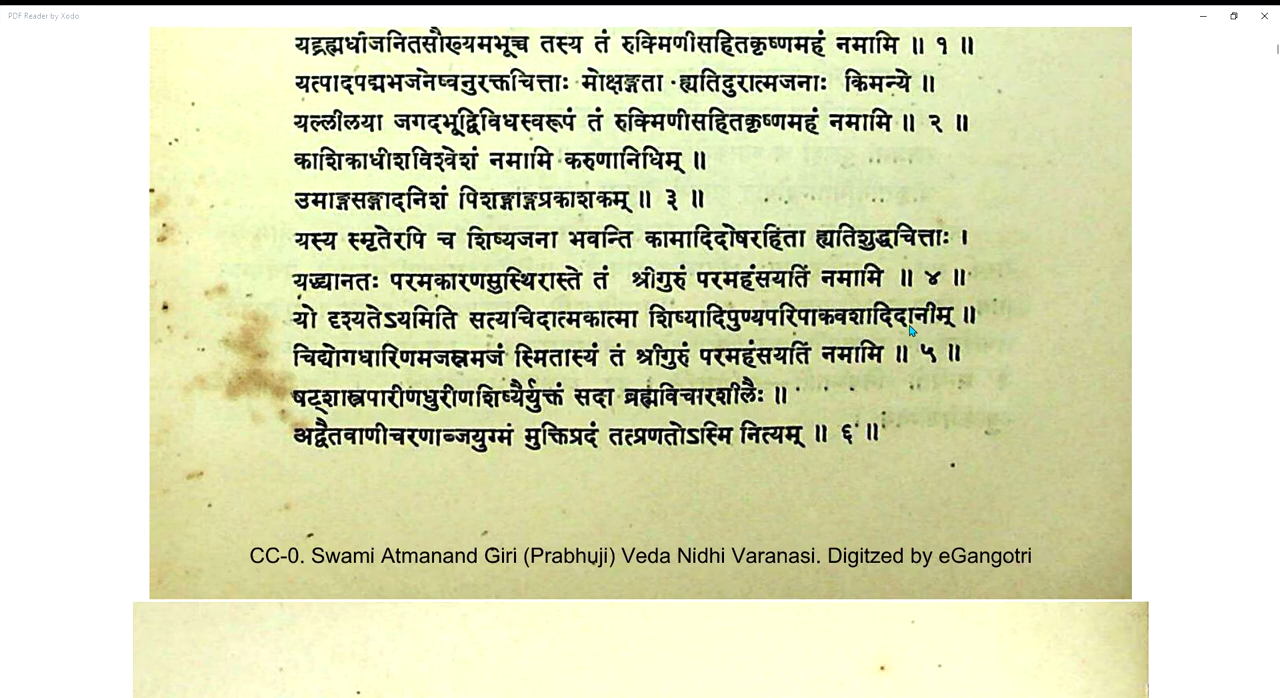 PDF Reader by Xodo
यद्ब्रह्मधीजनितसौख्यमभूच्च तस्य तं रुक्मिणीसहितकृष्णमहं नमामि ॥ १ ॥
यत्पादपद्मभजनेष्वनुरक्तचित्ताः मोक्षङ्गता ह्यतिदुरात्मजनाः किमन्ये ॥
यल्लीलया जगदभूद्विविधस्वरूपं तं रुक्मिणीसहितकृष्णमहं नमामि ॥ २ ॥
काशिकाधीशविश्वेशं नमामि करुणानिधिम् ॥
उमाङ्गसङ्गादनिशं पिशङ्गाङ्गप्रकाशकम् ॥ ३ ॥
यस्य स्मृतेरपि च शिष्यजना भवन्ति कामादिदोषरहिता ह्यतिशुद्धचित्ताः ।
यद्ध्यानतः परमकारणसुस्थिरास्ते तं श्रीगुरुं परमहंसयतिं नमामि ॥ ४ ॥
यो दृश्यतेऽयमिति सत्यचिदात्मकात्मा शिष्यादिपुण्यपरिपाकवशादिदानीम् ॥
चिद्योगधारिणमजस्रमजं स्मितास्यं तं श्रीगुरुं परमहंसयतिं नमामि ॥ ५ ॥
षट्शास्त्रपारीणधुरीणशिष्यैर्युक्तं सदा ब्रह्मविचारशीलैः ॥
अद्वैतवाणीचरणाब्जयुग्मं मुक्तिप्रदं तत्प्रणतोऽस्मि नित्यम् ॥ ६ ॥
CC-0. Swami Atmanand Giri (Prabhuji) Veda Nidhi Varanasi. Digitzed by eGangotri